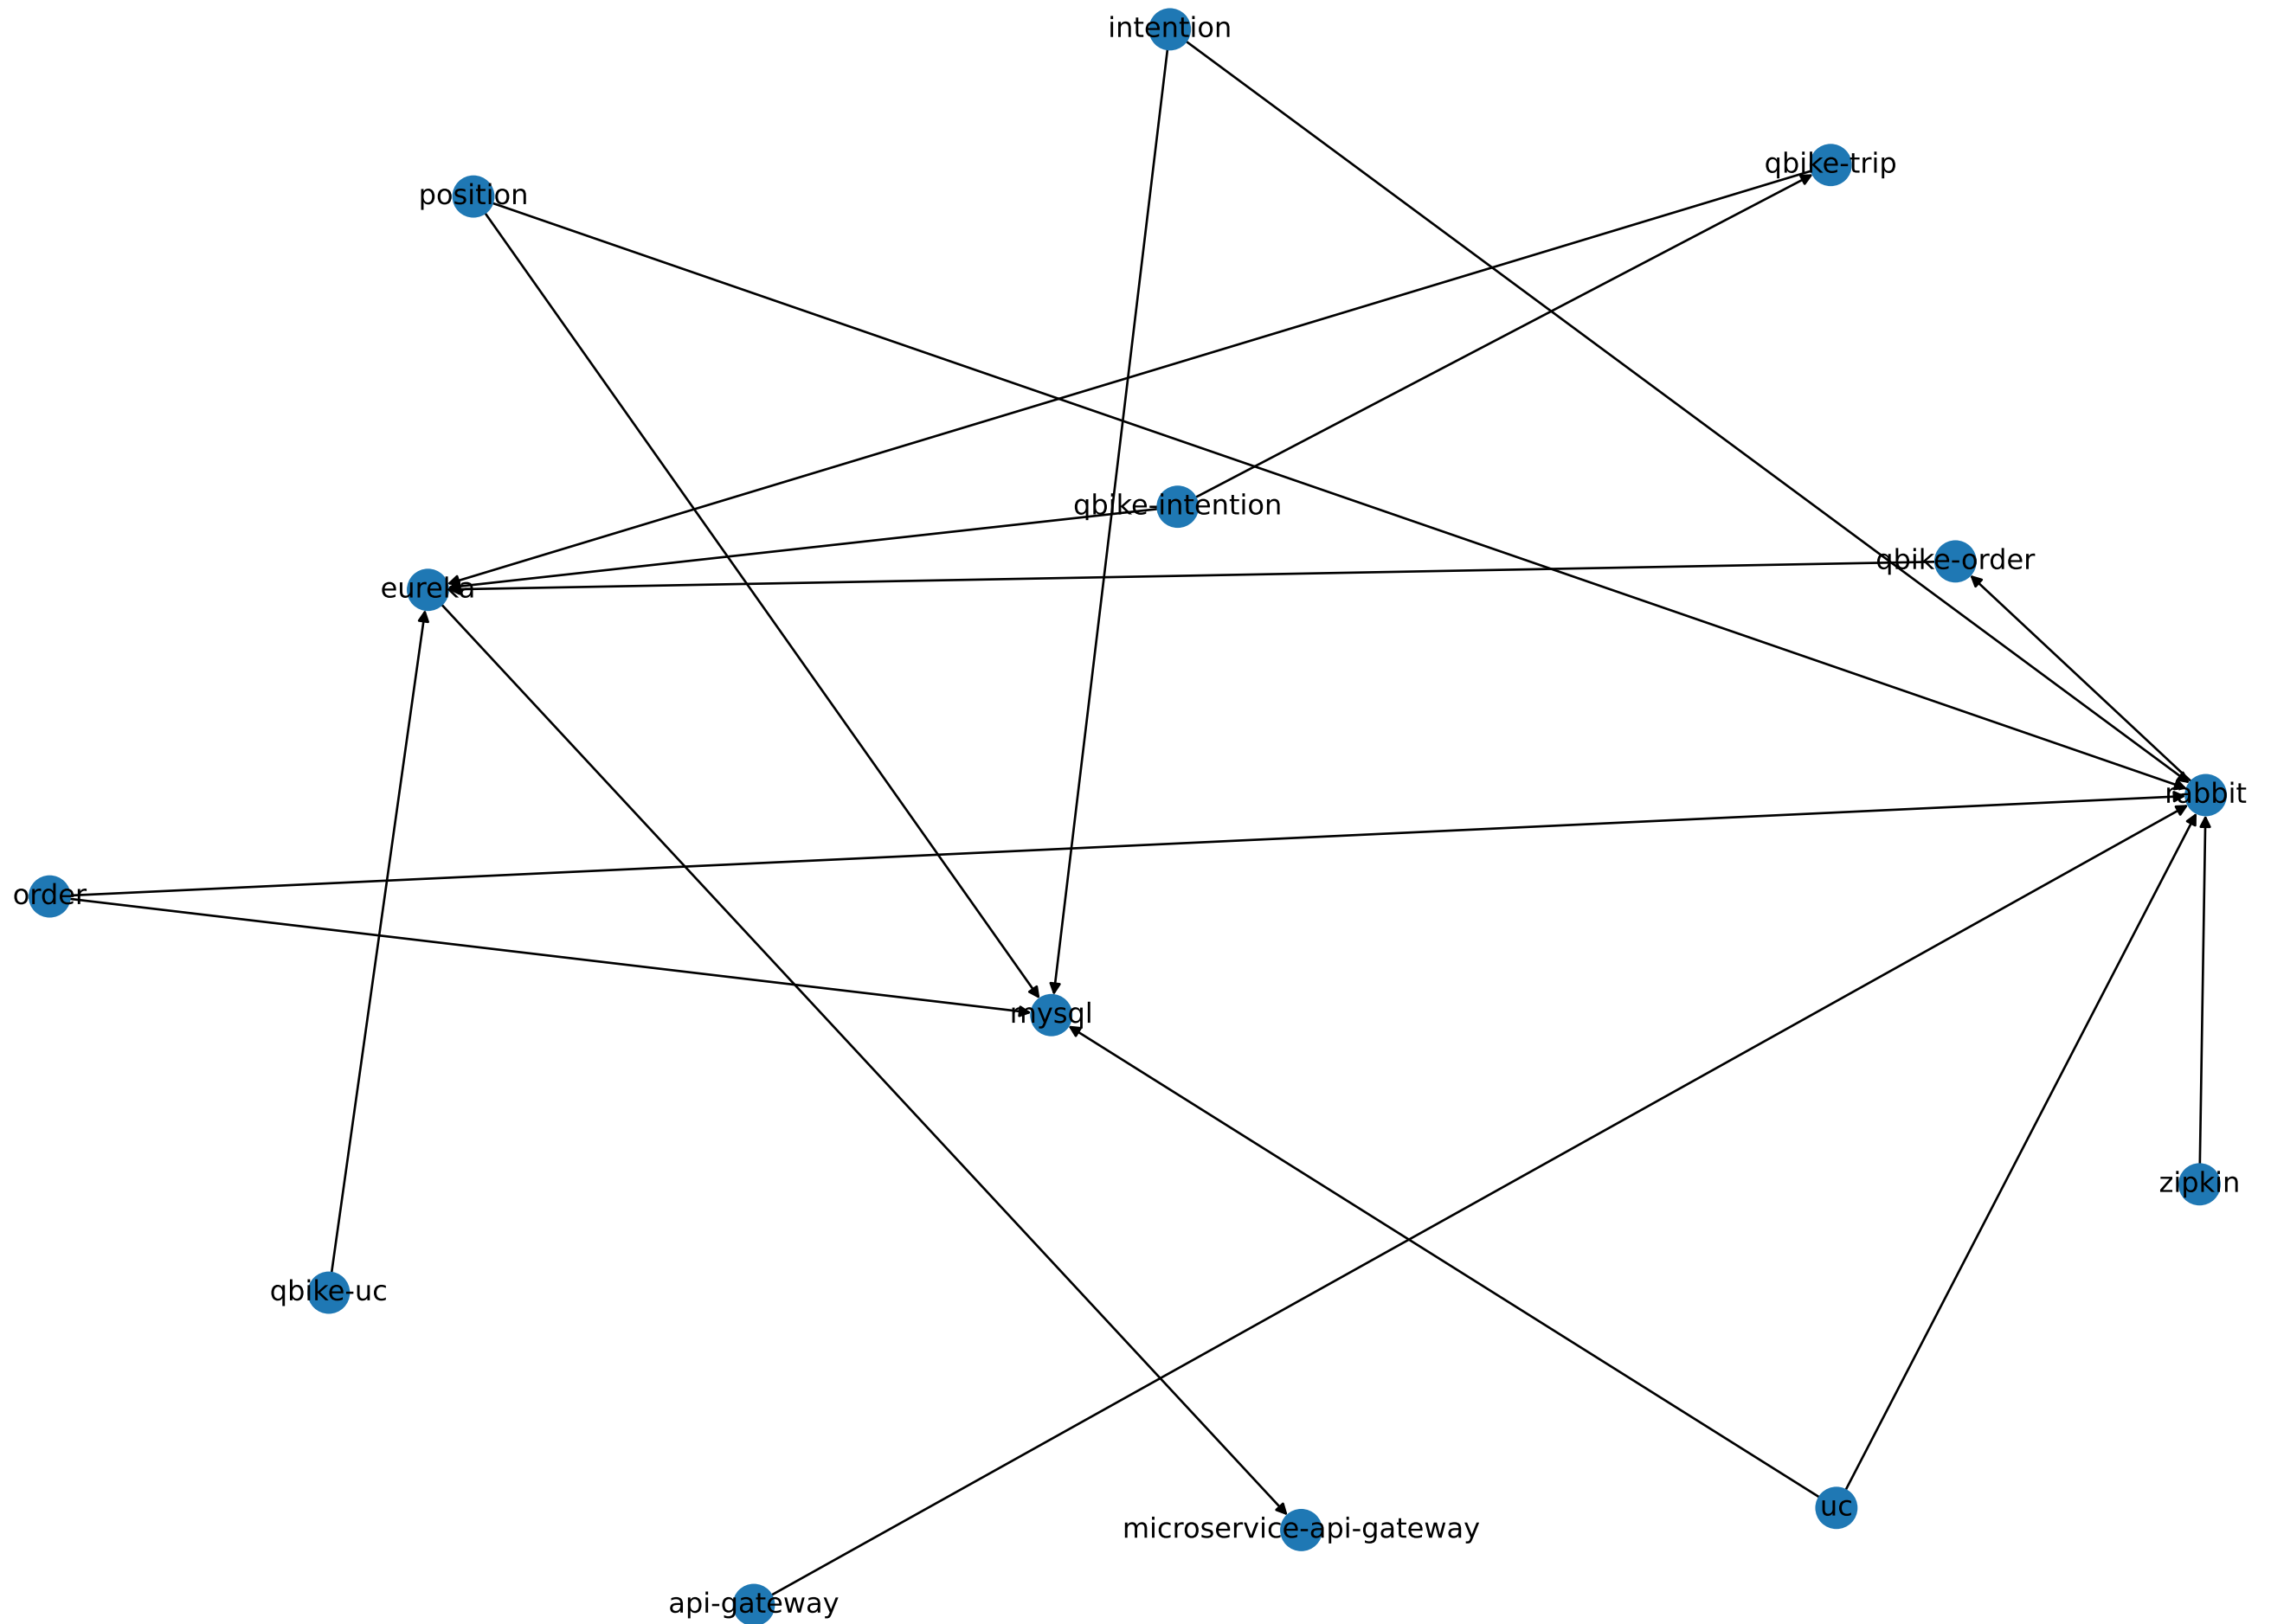 intention
qbike-trip
position
qbike-intention
qbike-order
eureka
rabbit
order
mysql
zipkin
qbike-uc
uc
microservice-api-gateway
api-gateway